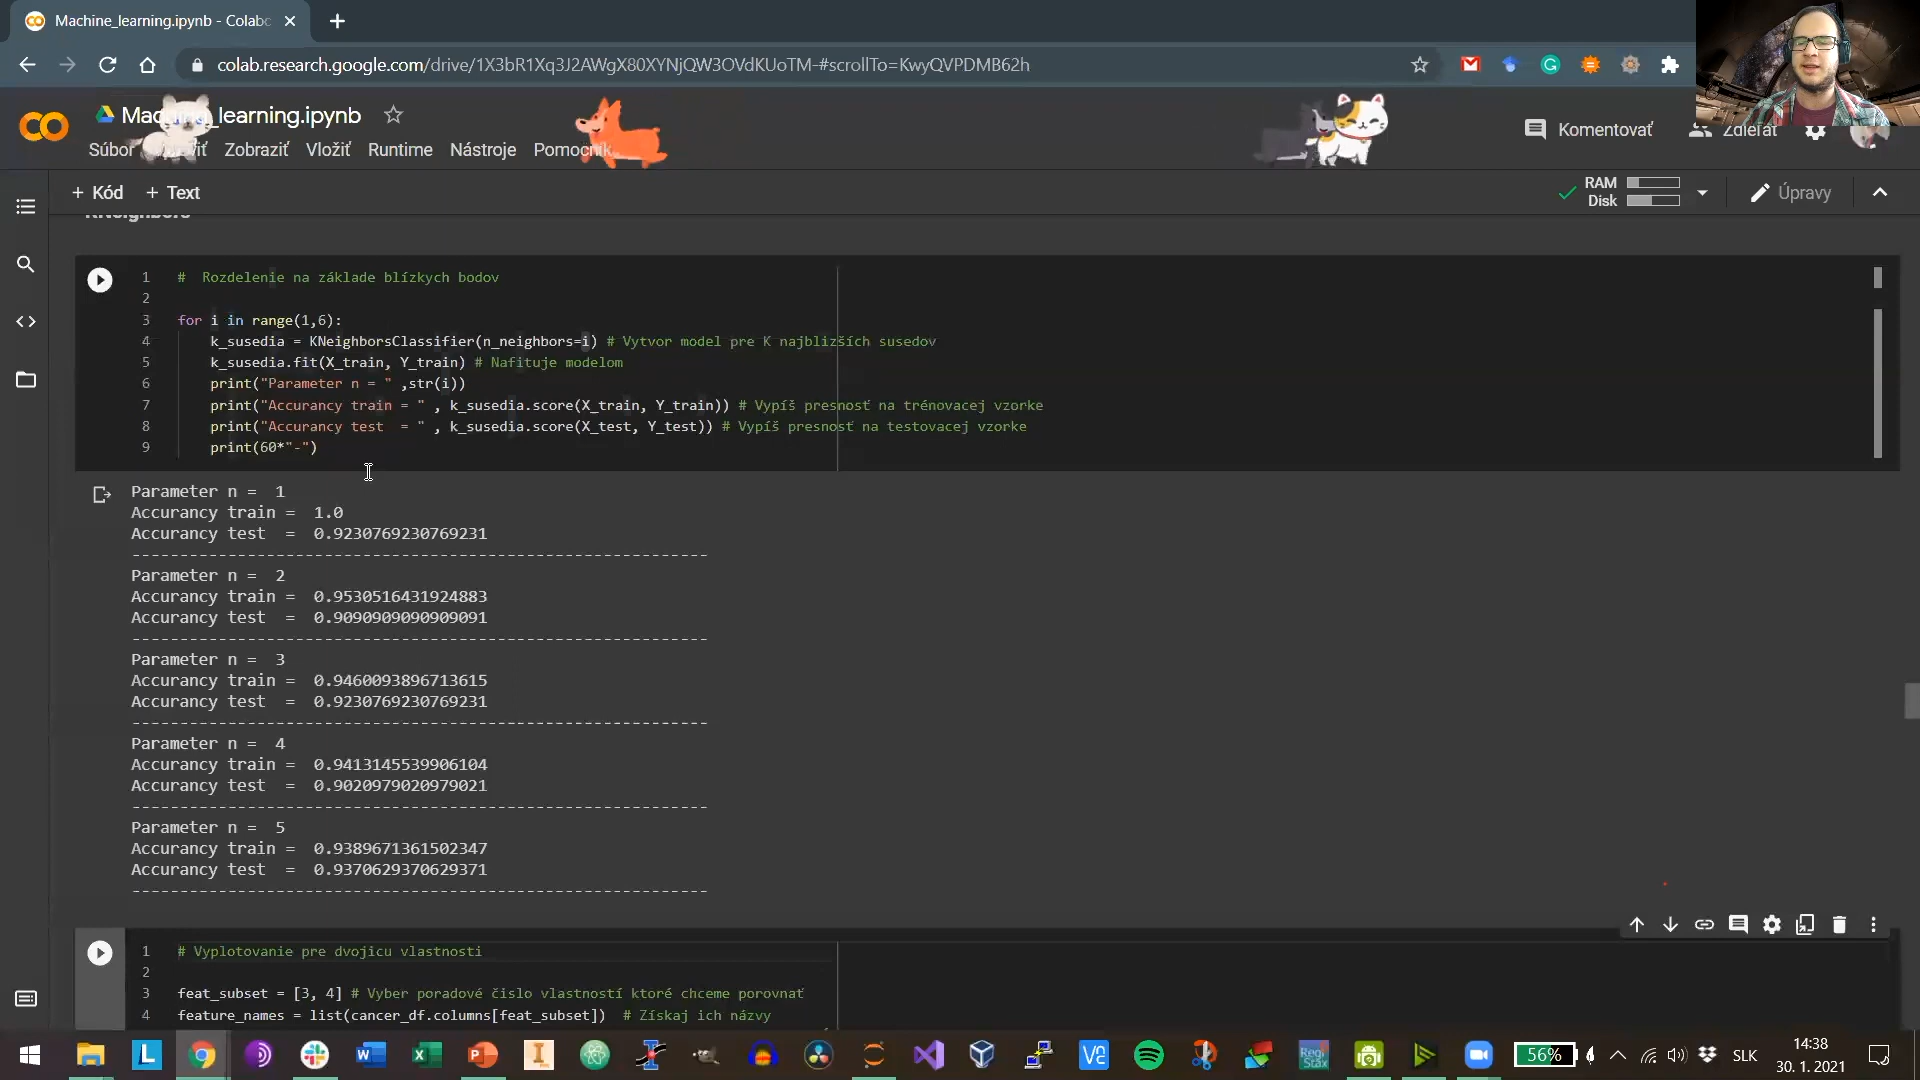 Machine_learning.ipynb - Colab
colab.research.google.com/drive/1X3bR1Xq3J2AWgX80XYNjQW3OVdKUoTM-#scrollTo=KwyQVPDMB62h
_learning.ipynb
Súbor Zobraziť Vložiť Runtime Nástroje
Komentovať Zdieľať
+ Kód + Text
RAM
Disk
Úpravy
KNeighbors
1 # Rozdelenie na základe blízkych bodov
2
3 for i in range(1,6):
4 k_susedia = KNeighborsClassifier(n_neighbors=i) # Vytvor model pre K najblizších susedov
5 k_susedia.fit(X_train, Y_train) # Nafituje modelom
6 print("Parameter n = " ,str(i))
7 print("Accurancy train = " , k_susedia.score(X_train, Y_train)) # Vypíš presnosť na trénovacej vzorke
8 print("Accurancy test  = " , k_susedia.score(X_test, Y_test)) # Vypíš presnosť na testovacej vzorke
9 print(60*"-")
Parameter n =  1
Accurancy train =  1.0
Accurancy test  =  0.9230769230769231
------------------------------------------------------------
Parameter n =  2
Accurancy train =  0.9530516431924883
Accurancy test  =  0.9090909090909091
------------------------------------------------------------
Parameter n =  3
Accurancy train =  0.9460093896713615
Accurancy test  =  0.9230769230769231
------------------------------------------------------------
Parameter n =  4
Accurancy train =  0.9413145539906104
Accurancy test  =  0.9020979020979021
------------------------------------------------------------
Parameter n =  5
Accurancy train =  0.9389671361502347
Accurancy test  =  0.9370629370629371
------------------------------------------------------------
1 # Vyplotovanie pre dvojicu vlastnosti
2
3 feat_subset = [3, 4] # Vyber poradové čislo vlastností ktoré chceme porovnať
4 feature_names = list(cancer_df.columns[feat_subset])  # Získaj ich názvy
56%
SLK
14:38
30. 1. 2021